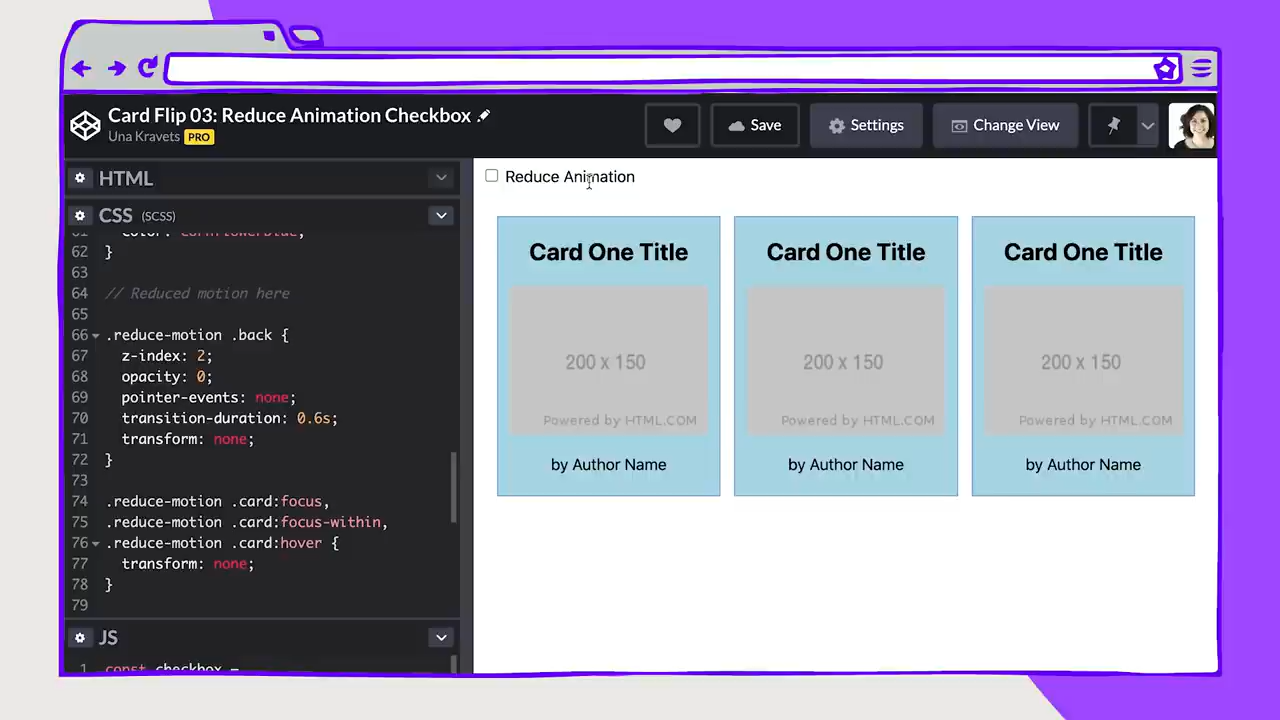 Card Flip 03: Reduce Animation Checkbox
Una Kravets PRO
Save
Settings
Change View
HTML
CSS (SCSS)
62 }
63
64 // Reduced motion here
65
66 .reduce-motion .back {
67 z-index: 2;
68 opacity: 0;
69 pointer-events: none;
70 transition-duration: 0.6s;
71 transform: none;
72 }
73
74 .reduce-motion .card:focus,
75 .reduce-motion .card:focus-within,
76 .reduce-motion .card:hover {
77 transform: none;
78 }
79
JS
1 const checkbox =
Reduce Animation
Card One Title
200 x 150
Powered by HTML.COM
by Author Name
Card One Title
200 x 150
Powered by HTML.COM
by Author Name
Card One Title
200 x 150
Powered by HTML.COM
by Author Name